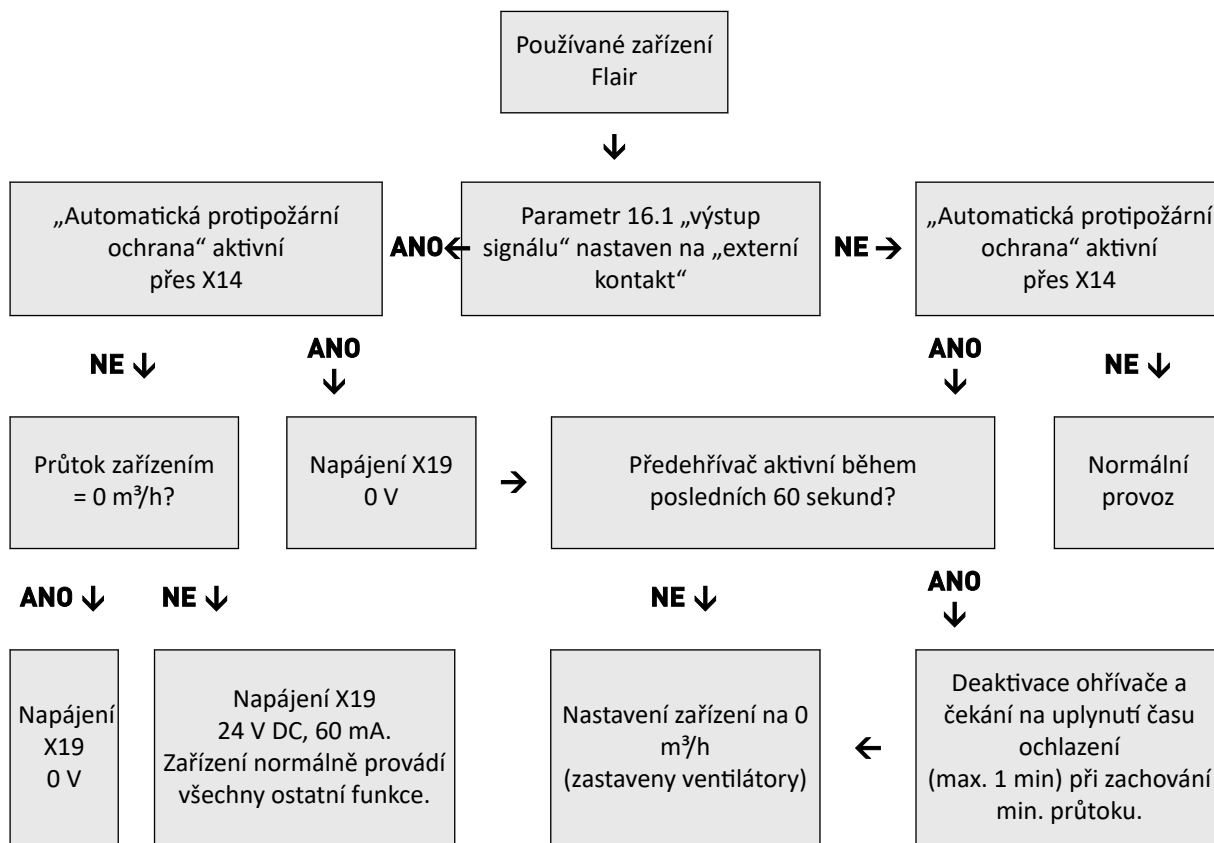 Používané zařízení
Flair
„Automatická protipožární
ochrana“ aktivní
přes X14
ANO
Parametr 16.1 „výstup
signálu“ nastaven na „externí
kontakt“
NE
„Automatická protipožární
ochrana“ aktivní
přes X14
NE
ANO
ANO
NE
Průtok zařízením
= 0 m³/h?
Napájení X19
0 V
Předehřívač aktivní během
posledních 60 sekund?
Normální
provoz
ANO
NE
NE
ANO
Napájení
X19
0 V
Napájení X19
24 V DC, 60 mA.
Zařízení normálně provádí
všechny ostatní funkce.
Nastavení zařízení na 0
m³/h
(zastaveny ventilátory)
Deaktivace ohřívače a
čekání na uplynutí času
ochlazení
(max. 1 min) při zachování
min. průtoku.